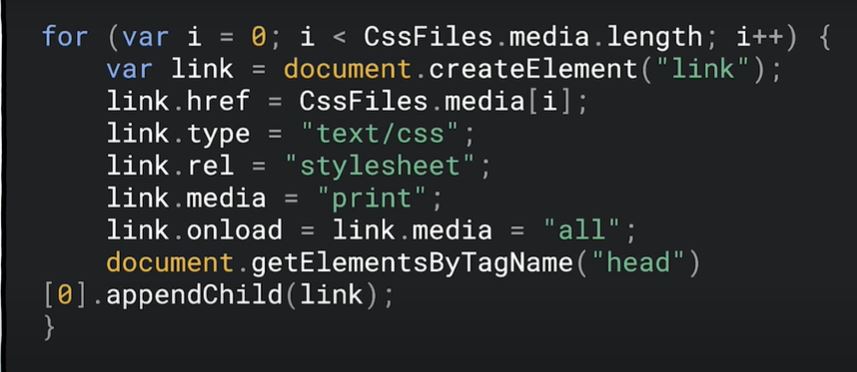 for (var i = 0; i < CssFiles.media.length; i++) {
    var link = document.createElement("link");
    link.href = CssFiles.media[i];
    link.type = "text/css";
    link.rel = "stylesheet";
    link.media = "print";
    link.onload = link.media = "all";
    document.getElementsByTagName("head")
[0].appendChild(link);
}